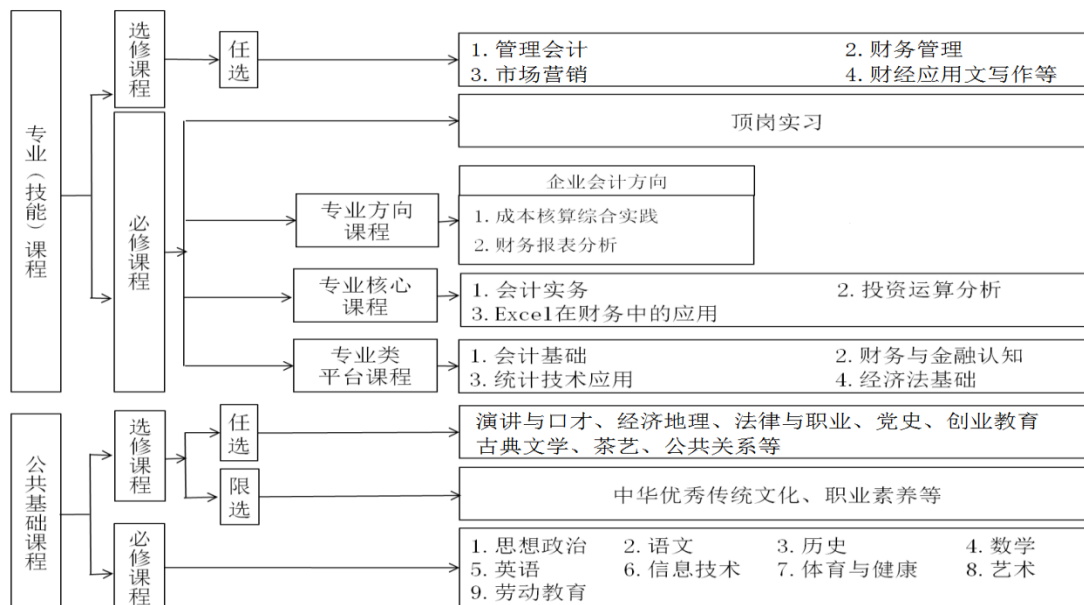 专业（技能）课程
选修课程
任选
1. 管理会计 2. 财务管理
3. 市场营销 4. 财经应用文写作等
必修课程
顶岗实习
专业方向
课程
企业会计方向
1. 成本核算综合实践
2. 财务报表分析
专业核心
课程
1. 会计实务 2. 投资运算分析
3. Excel在财务中的应用
专业类
平台课程
1. 会计基础 2. 财务与金融认知
3. 统计技术应用 4. 经济法基础
公共基础课程
选修课程
任选
演讲与口才、经济地理、法律与职业、党史、创业教育
古典文学、茶艺、公共关系等
限选
中华优秀传统文化、职业素养等
必修课程
1. 思想政治 2. 语文 3. 历史 4. 数学
5. 英语 6. 信息技术 7. 体育与健康 8. 艺术
9. 劳动教育